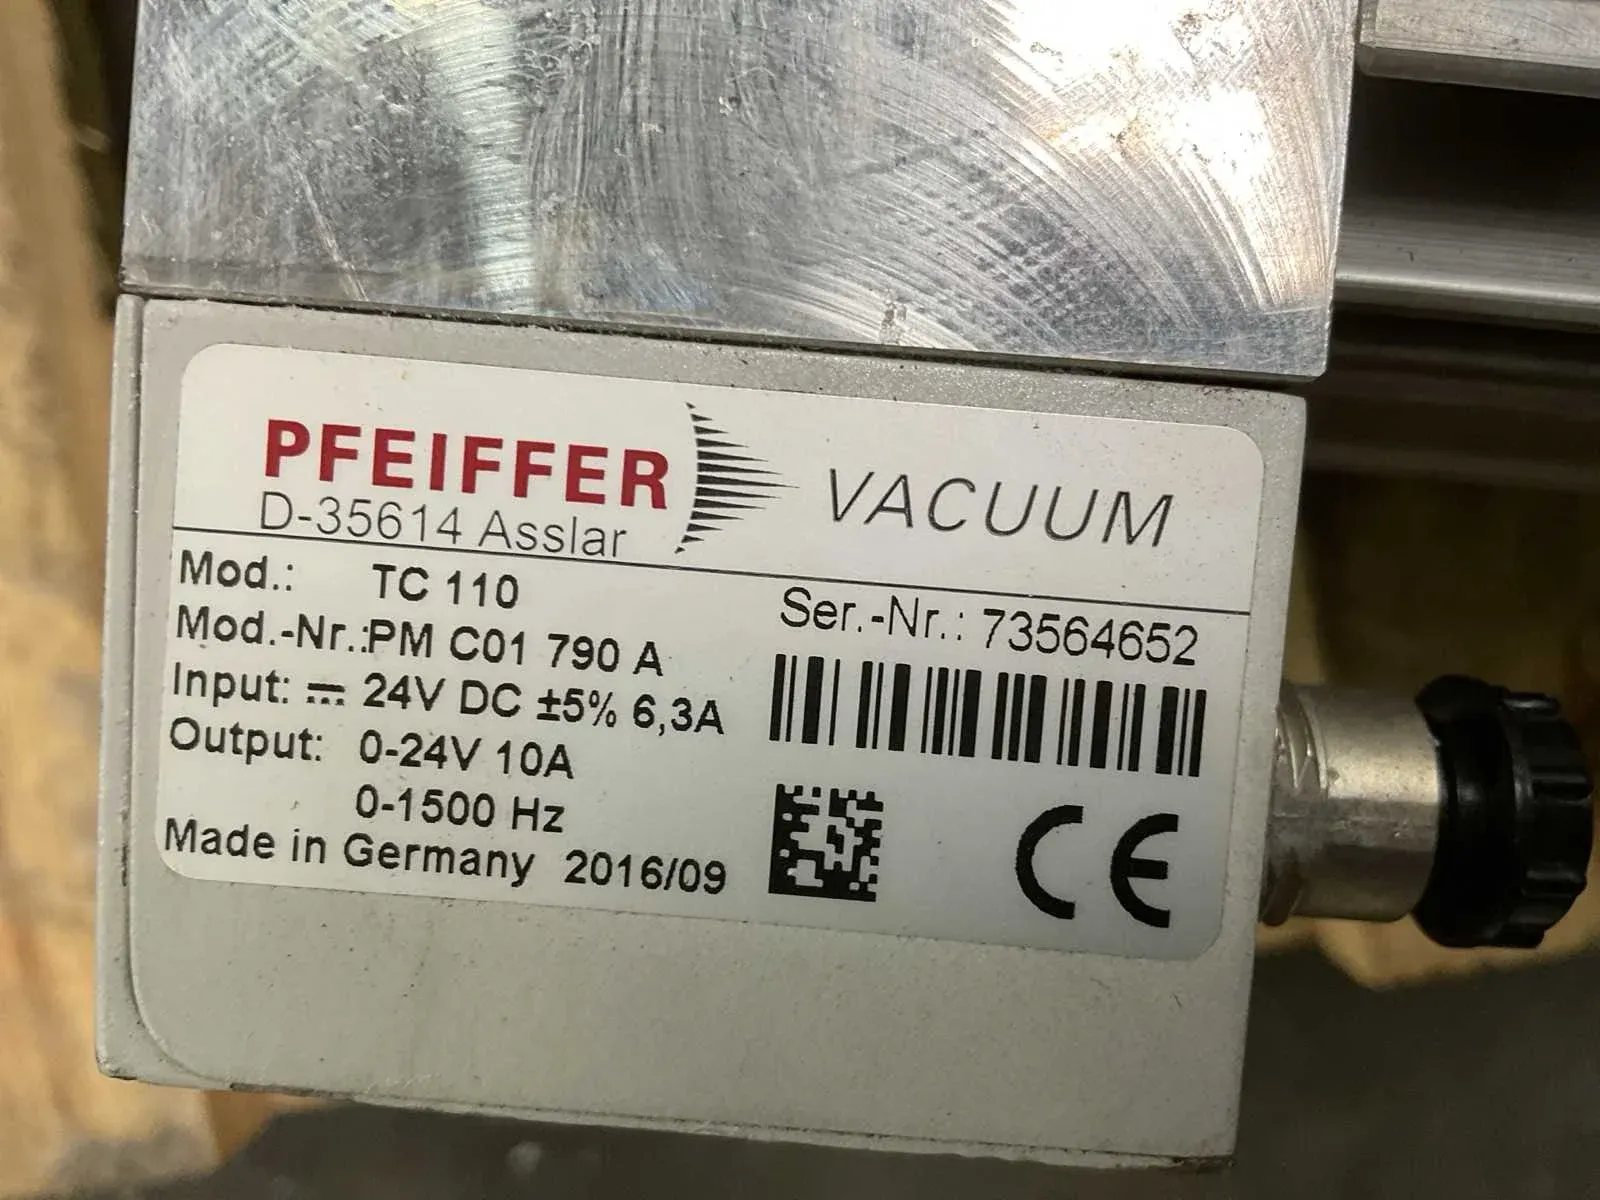 PFEIFFER VACUUM
D-35614 Asslar
Mod.: TC 110
Ser.-Nr.: 73564652
Mod.-Nr.:PM C01 790 A
Input: 24V DC ±5% 6,3A
Output: 0-24V 10A
0-1500 Hz
Made in Germany 2016/09
CE